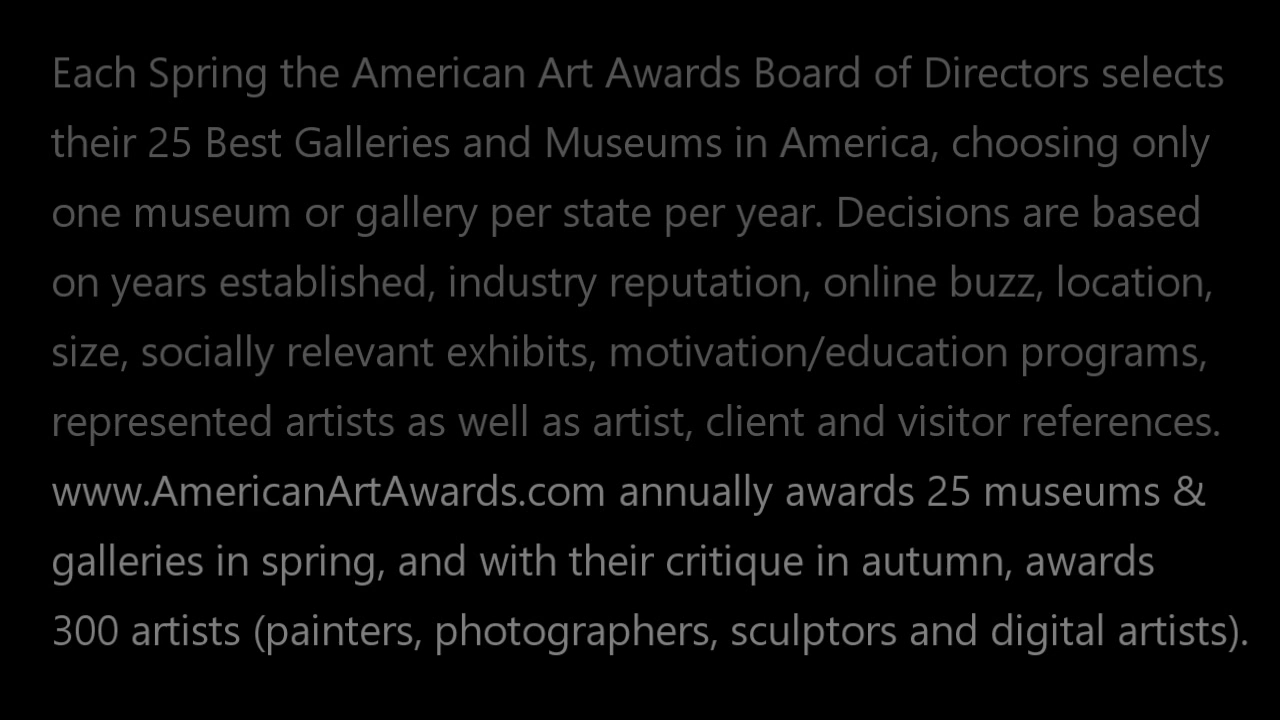 Each Spring the American Art Awards Board of Directors selects
their 25 Best Galleries and Museums in America, choosing only
one museum or gallery per state per year. Decisions are based
on years established, industry reputation, online buzz, location,
size, socially relevant exhibits, motivation/education programs,
represented artists as well as artist, client and visitor references.
www.AmericanArtAwards.com annually awards 25 museums &
galleries in spring, and with their critique in autumn, awards
300 artists (painters, photographers, sculptors and digital artists).